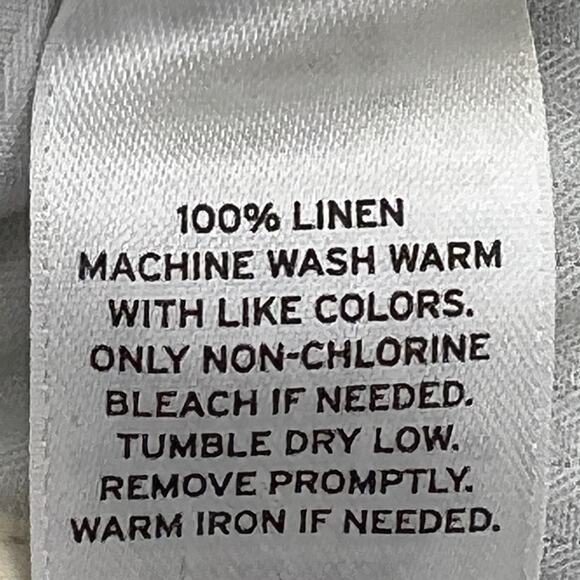 100% LINEN
MACHINE WASH WARM
WITH LIKE COLORS.
ONLY NON-CHLORINE
BLEACH IF NEEDED.
TUMBLE DRY LOW.
REMOVE PROMPTLY.
WARM IRON IF NEEDED.